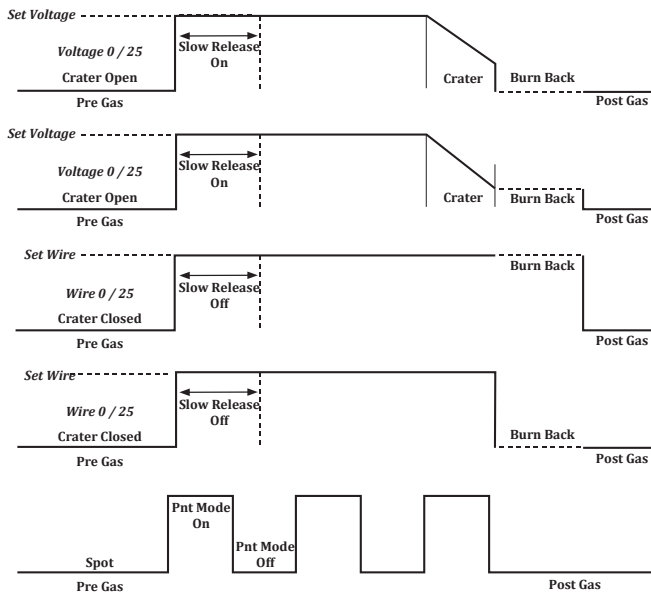 Set Voltage
Voltage 0 / 25
Slow Release
On
Crater Open
Crater
Burn Back
Pre Gas
Post Gas
Set Voltage
Voltage 0 / 25
Slow Release
On
Crater Open
Crater
Burn Back
Pre Gas
Post Gas
Set Wire
Burn Back
Wire 0 / 25
Slow Release
Off
Crater Closed
Pre Gas
Post Gas
Set Wire
Wire 0 / 25
Slow Release
Off
Crater Closed
Burn Back
Pre Gas
Post Gas
Pnt Mode
On
Pnt Mode
Off
Spot
Pre Gas
Post Gas